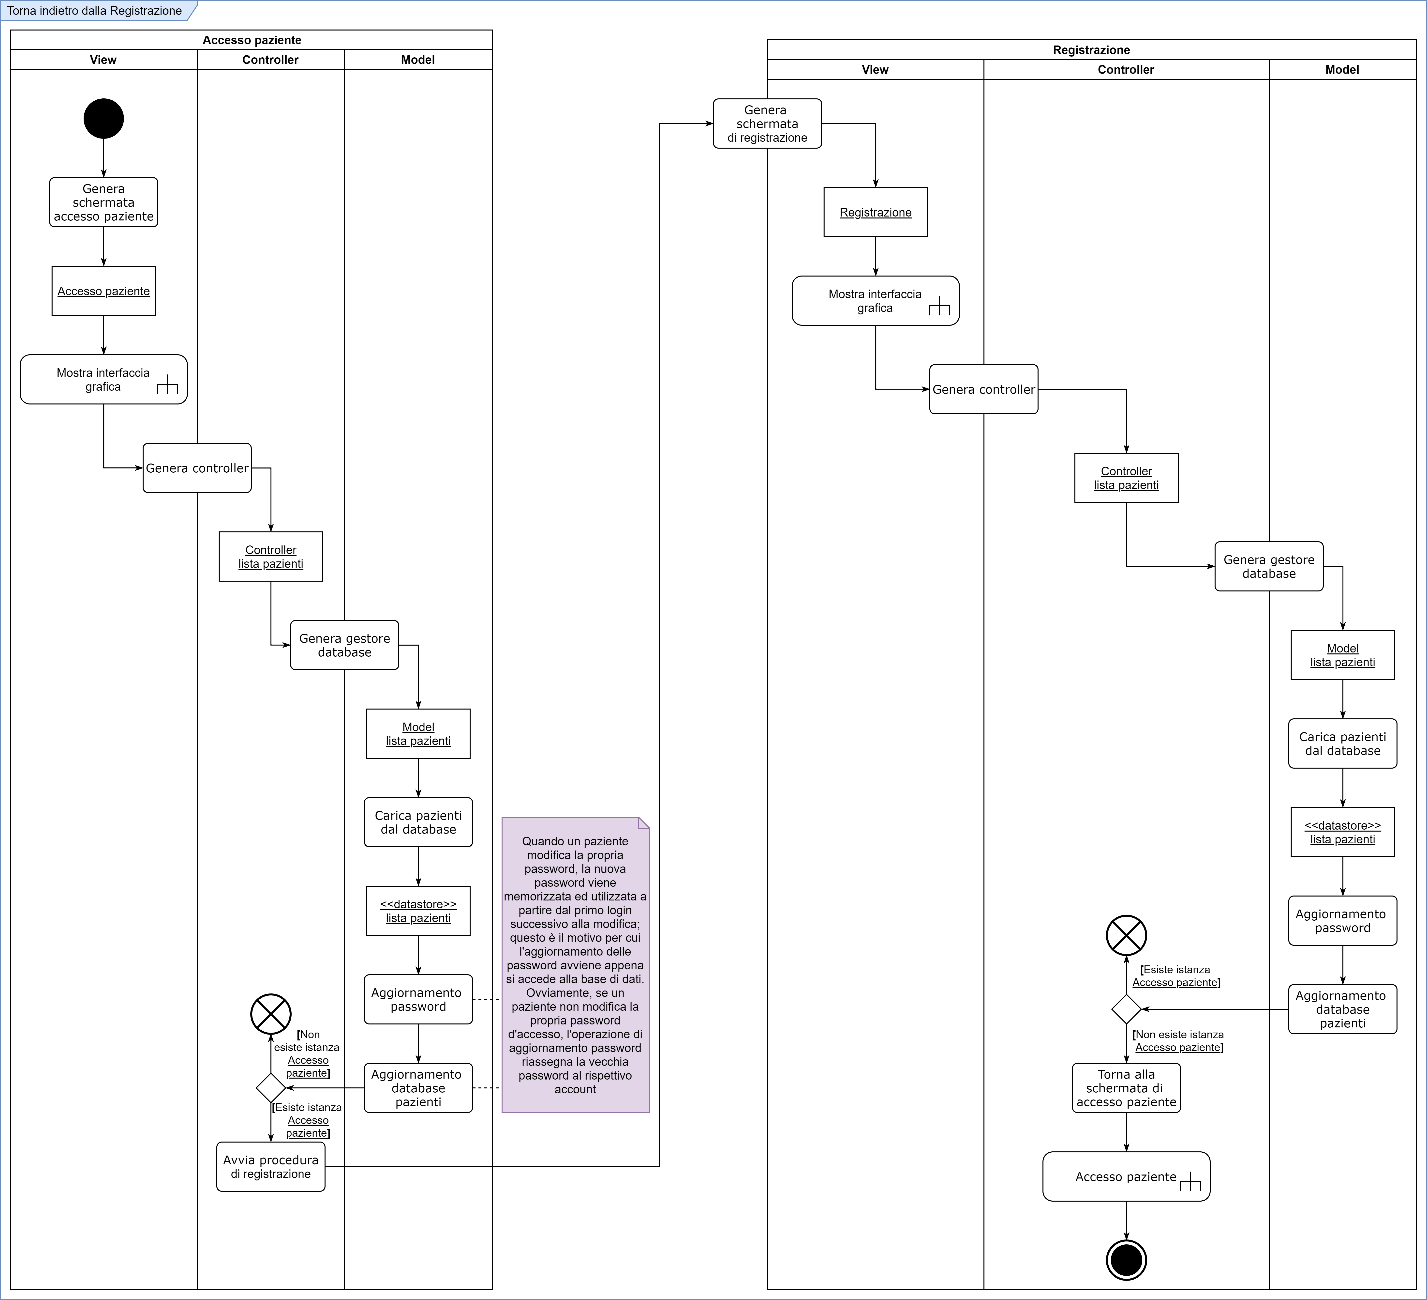 Torna indietro dalla Registrazione
Accesso paziente
View
Controller
Model
Genera
schermata
accesso paziente
Accesso paziente
Mostra interfaccia
grafica
Genera controller
Controller
lista pazienti
Genera gestore
database
Model
lista pazienti
Carica pazienti
dal database
<<datastore>>
lista pazienti
Aggiornamento
password
Aggiornamento
database
pazienti
[Non
esiste istanza
Accesso
paziente]
[Esiste istanza
Accesso
paziente]
Avvia procedura
di registrazione
Quando un paziente
modifica la propria
password, la nuova
password viene
memorizzata ed utilizzata a
partire dal primo login
successivo alla modifica;
questo è il motivo per cui
l'aggiornamento delle
password avviene appena
si accede alla base di dati.
Ovviamente, se un
paziente non modifica la
propria password
d'accesso, l'operazione di
aggiornamento password
riassegna la vecchia
password al rispettivo
account
Registrazione
View
Controller
Model
Genera
schermata
di registrazione
Registrazione
Mostra interfaccia
grafica
Genera controller
Controller
lista pazienti
Genera gestore
database
Model
lista pazienti
Carica pazienti
dal database
<<datastore>>
lista pazienti
Aggiornamento
password
Aggiornamento
database
pazienti
[Esiste istanza
Accesso paziente]
[Non esiste istanza
Accesso paziente]
Torna alla
schermata di
accesso paziente
Accesso paziente